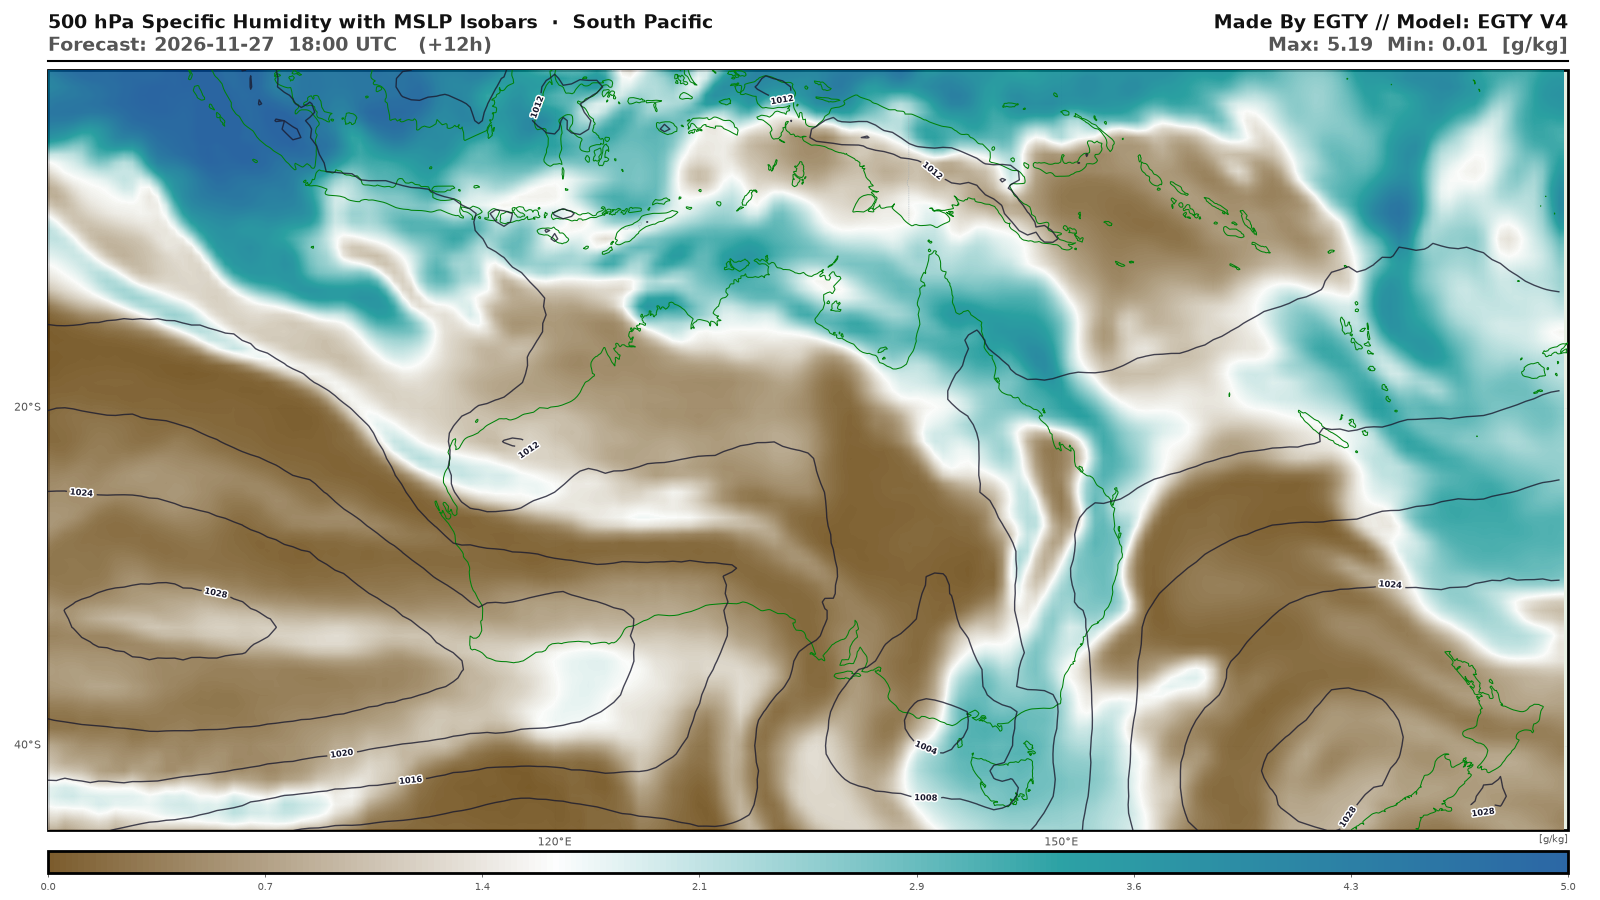 500 hPa Specific Humidity with MSLP Isobars · South Pacific
Made By EGTY // Model: EGTY V4
Forecast: 2026-11-27 18:00 UTC (+12h)
Max: 5.19 Min: 0.01 [g/kg]
1012
1012
1012
20°S
1012
1024
1024
1028
40°S
1004
1020
1016
1008
1028
1028
120°E
150°E
[g/kg]
0.0
0.7
1.4
2.1
2.9
3.6
4.3
5.0